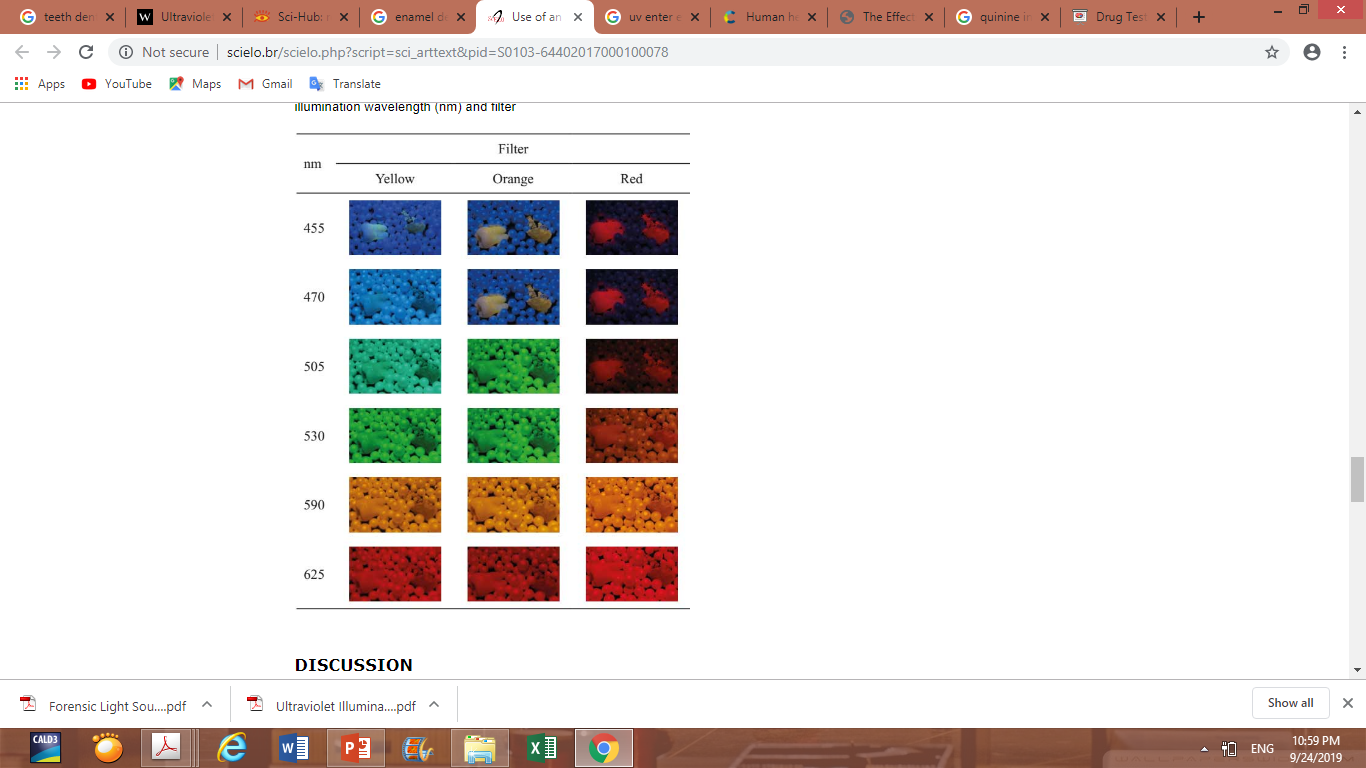 teeth den
Ultraviolet
Sci-Hub:
enamel d
Use of an
uv enter e
Human h
The Effect
quinine i
Drug Test
Not secure
scielo.br/scielo.php?script=sci_arttext&pid=S0103-64402017000100078
Apps
YouTube
Maps
Gmail
Translate
illumination wavelength (nm) and filter
nm
Filter
Yellow
Orange
Red
455
470
505
530
590
625
DISCUSSION
Forensic Light Sou....pdf
Ultraviolet Illumina....pdf
Show all
CALD3
ENG
10:59 PM
9/24/2019